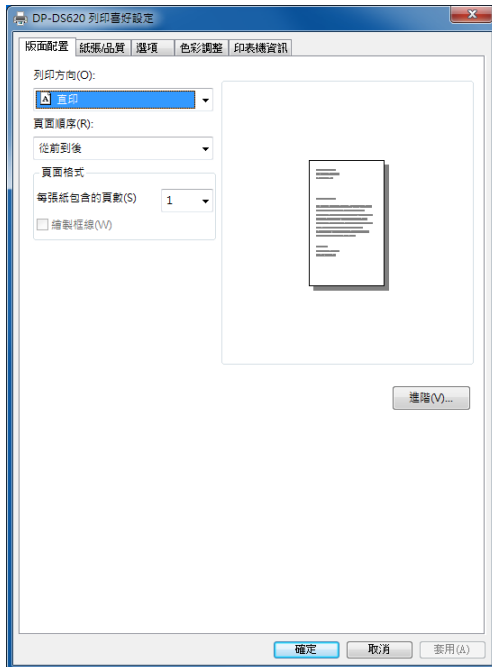 DP-DS620 列印喜好設定
版面配置 紙張/品質 選項 色彩調整 印表機資訊
列印方向(O):
A 直印
頁面順序(R):
從前到後
頁面格式
每張紙包含的頁數(S) 1
繪製框線(W)
進階(V)...
確定 取消 套用(A)